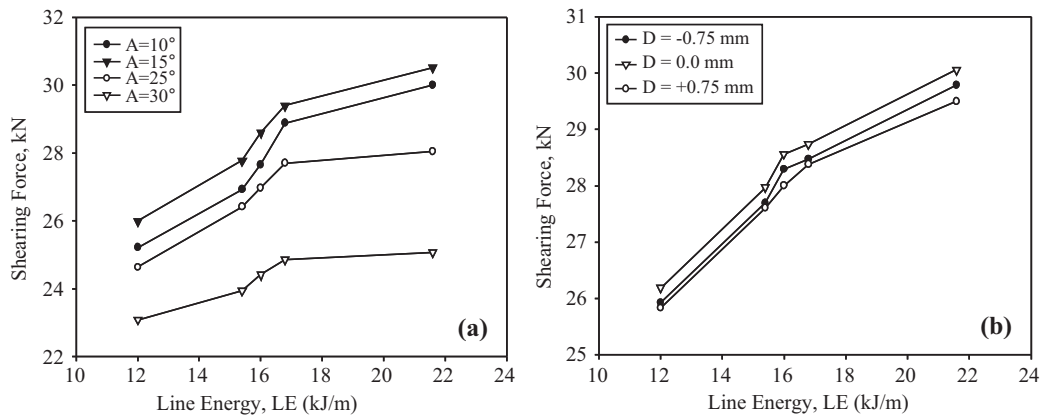 32
30
28
26
24
22
Shearing Force, kN
A=10°
A=15°
A=25°
A=30°
(a)
10 12 14 16 18 20 22 24
Line Energy, LE (kJ/m)
31
30
29
28
27
26
25
Shearing Force, kN
D = -0.75 mm
D = 0.0 mm
D = +0.75 mm
(b)
10 12 14 16 18 20 22 24
Line Energy, LE (kJ/m)